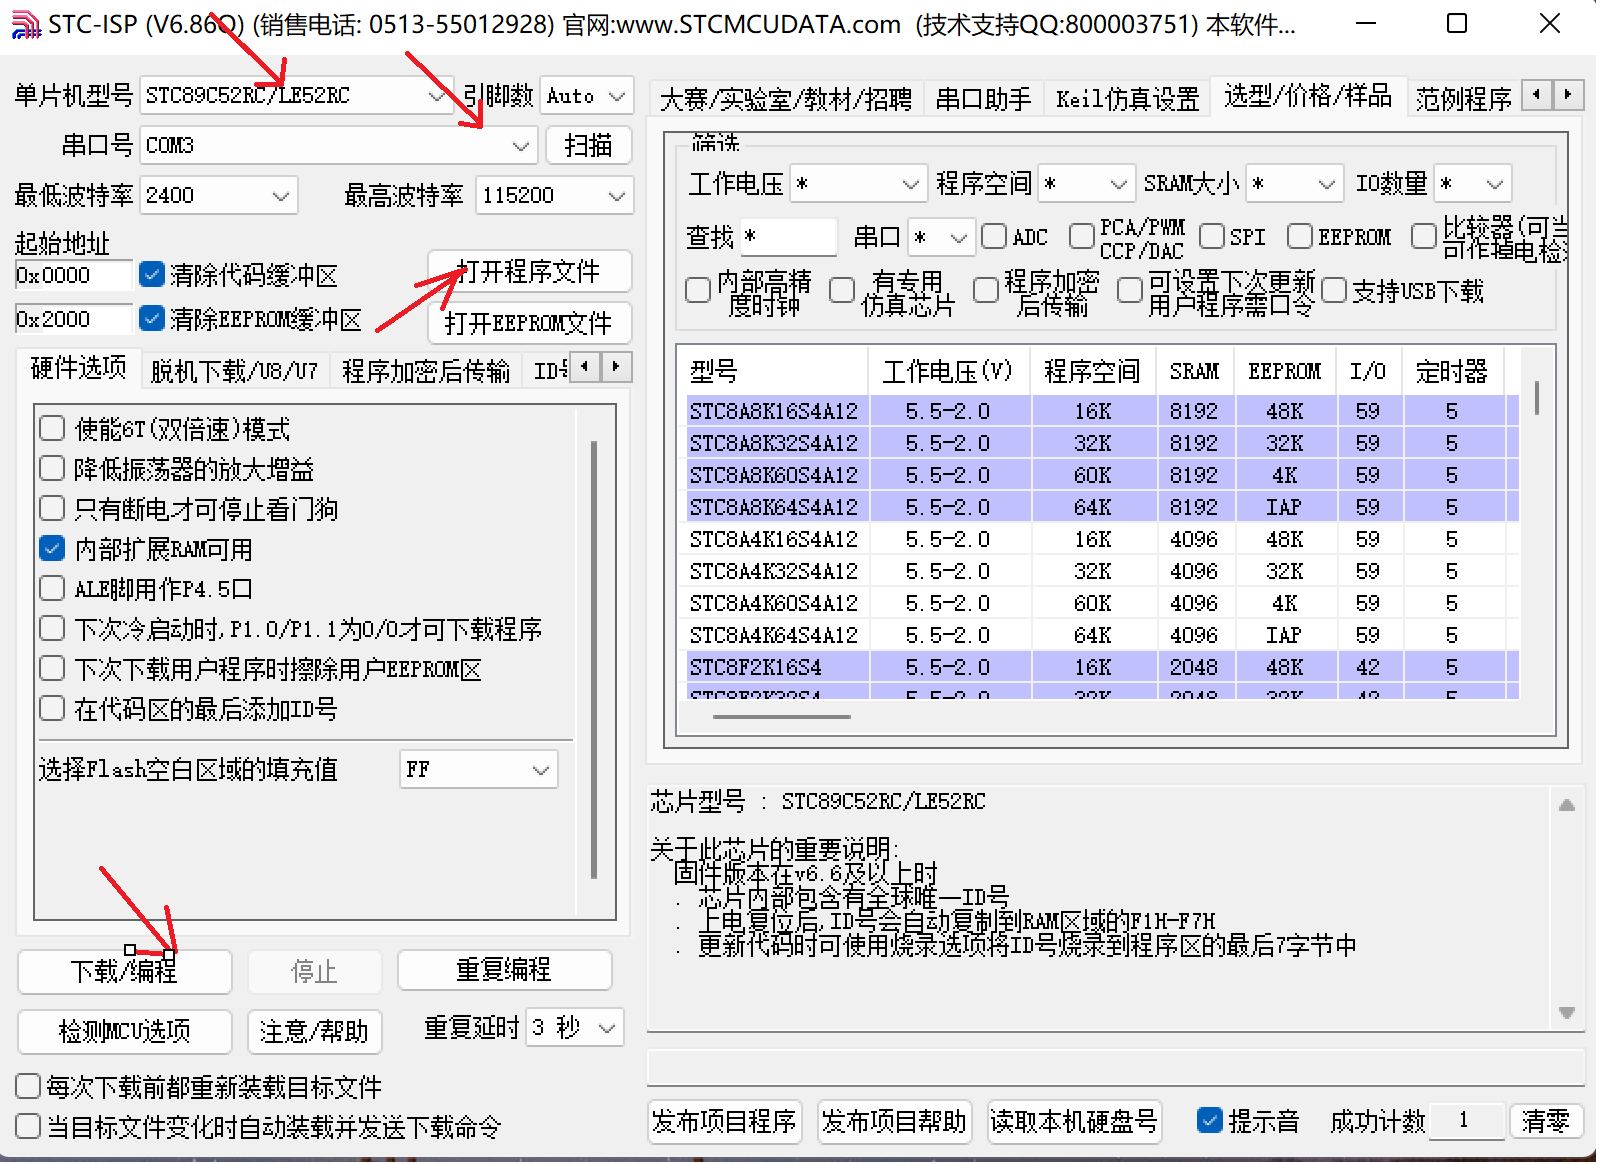 STC-ISP (V6.86O) (销售电话: 0513-55012928) 官网:www.STCMCUDATA.com (技术支持QQ:800003751) 本软件...
单片机型号 STC89C52RC/LE52RC 引脚数 Auto
串口号 COM3 扫描
最低波特率 2400 最高波特率 115200
起始地址
0x0000 清除代码缓冲区 打开程序文件
0x2000 清除EEPROM缓冲区 打开EEPROM文件
硬件选项 脱机下载/U8/U7 程序加密后传输
使能6T(双倍速)模式
降低振荡器的放大增益
只有断电才可停止看门狗
内部扩展RAM可用
ALE脚用作P4.5口
下次冷启动时,P1.0/P1.1为0/0才可下载程序
下次下载用户程序时擦除用户EEPROM区
在代码区的最后添加ID号
选择Flash空白区域的填充值 FF
下载/编程 停止 重复编程
检测MCU选项 注意/帮助 重复延时 3 秒
每次下载前都重新装载目标文件
当目标文件变化时自动装载并发送下载命令
大赛/实验室/教材/招聘 串口助手 Keil仿真设置 选型/价格/样品 范例程序
筛选
工作电压 * 程序空间 * SRAM大小 * IO数量 *
查找 * 串口 * ADC PCA/PWM CCP/DAC SPI EEPROM 比较器(可当 可作掉电检
内部高精度时钟 有专用仿真芯片 程序加密后传输 可设置下次更新用户程序需口令 支持USB下载
型号 工作电压(V) 程序空间 SRAM EEPROM I/O 定时器
STC8A8K16S4A12 5.5-2.0 16K 8192 48K 59 5
STC8A8K32S4A12 5.5-2.0 32K 8192 32K 59 5
STC8A8K60S4A12 5.5-2.0 60K 8192 4K 59 5
STC8A8K64S4A12 5.5-2.0 64K 8192 IAP 59 5
STC8A4K16S4A12 5.5-2.0 16K 4096 48K 59 5
STC8A4K32S4A12 5.5-2.0 32K 4096 32K 59 5
STC8A4K60S4A12 5.5-2.0 60K 4096 4K 59 5
STC8A4K64S4A12 5.5-2.0 64K 4096 IAP 59 5
STC8F2K16S4 5.5-2.0 16K 2048 48K 42 5
STC8F2K32S4 5.5-2.0 32K 2048 32K 42 5
芯片型号 : STC89C52RC/LE52RC
关于此芯片的重要说明:
固件版本在v6.6及以上时
. 芯片内部包含有全球唯一ID号
. 上电复位后,ID号会自动复制到RAM区域的F1H-F7H
. 更新代码时可使用烧录选项将ID号烧录到程序区的最后7字节中
发布项目程序 发布项目帮助 读取本机硬盘号 提示音 成功计数 1 清零